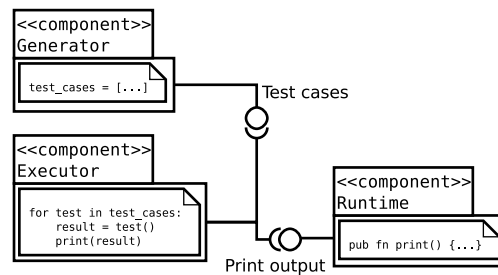 <<component>>
Generator
test_cases = [...]
Test cases
<<component>>
Executor
for test in test_cases:
    result = test()
    print(result)
<<component>>
Runtime
pub fn print() {...}
Print output